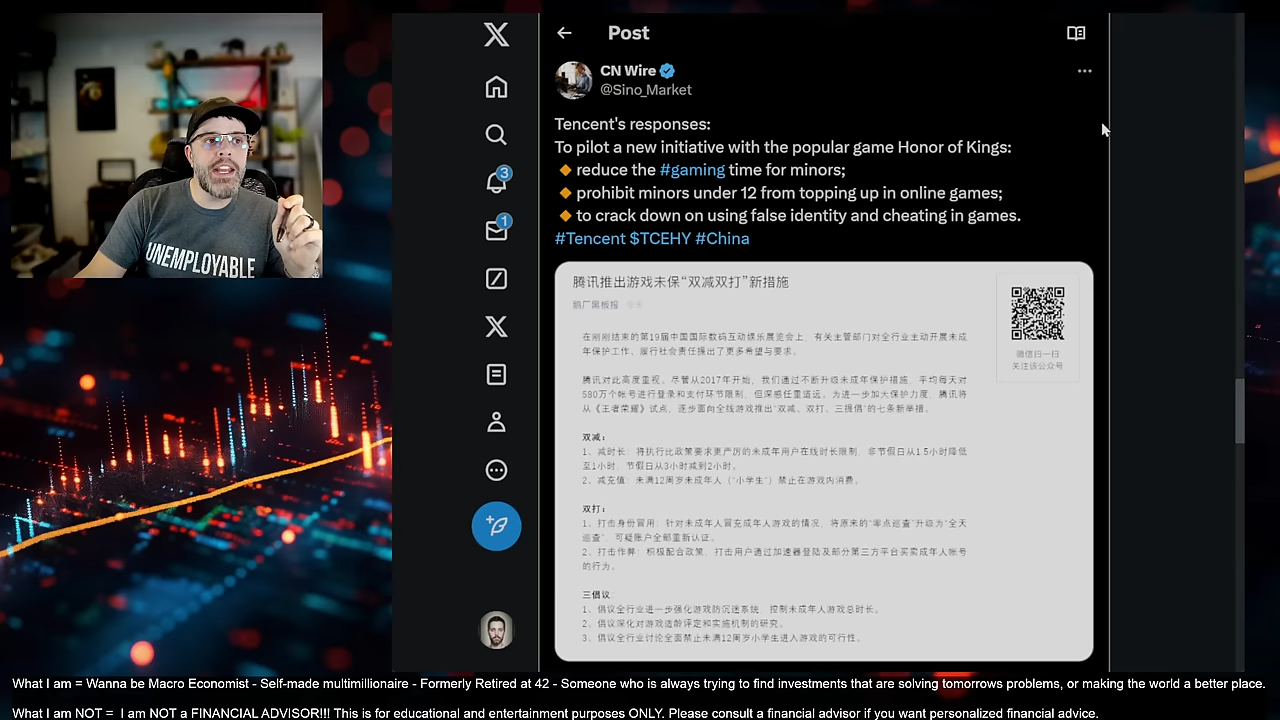 UNEMPLOYABLE
3
1
Post
CN Wire
@Sino_Market
Tencent's responses:
To pilot a new initiative with the popular game Honor of Kings:
reduce the #gaming time for minors;
prohibit minors under 12 from topping up in online games;
to crack down on using false identity and cheating in games.
#Tencent $TCEHY #China
腾讯推出游戏未保“双减双打”新措施
鹅厂黑板报 今天
微信扫一扫
关注该公众号
在刚刚结束的第19届中国国际数码互动娱乐展览会上，有关主管部门对全行业主动开展未成
年保护工作、履行社会责任提出了更多希望与要求。
腾讯对此高度重视。尽管从2017年开始，我们通过不断升级未成年保护措施，平均每天对
580万个帐号进行登录和支付环节限制，但深感任重道远。为进一步加大保护力度，腾讯将
从《王者荣耀》试点，逐步面向全线游戏推出“双减、双打、三提倡”的七条新举措。
双减：
1、减时长：将执行比政策要求更严厉的未成年用户在线时长限制，非节假日从1.5小时降低
至1小时，节假日从3小时减到2小时。
2、减充值：未满12周岁未成年人（“小学生”）禁止在游戏内消费。
双打：
1、打击身份冒用：针对未成年人冒充成年人游戏的情况，将原来的“零点巡查”升级为“全天
巡查”，可疑账户全部重新认证。
2、打击作弊：积极配合政策，打击用户通过加速器登陆及部分第三方平台买卖成年人帐号
的行为。
三倡议
1、倡议全行业进一步强化游戏防沉迷系统，控制未成年人游戏总时长。
2、倡议深化对游戏适龄评定和实施机制的研究。
3、倡议全行业讨论全面禁止未满12周岁小学生进入游戏的可行性。
What I am = Wanna be Macro Economist - Self-made multimillionaire - Formerly Retired at 42 - Someone who is always trying to find investments that are solving tomorrows problems, or making the world a better place.
What I am NOT = I am NOT a FINANCIAL ADVISOR!!! This is for educational and entertainment purposes ONLY. Please consult a financial advisor if you want personalized financial advice.